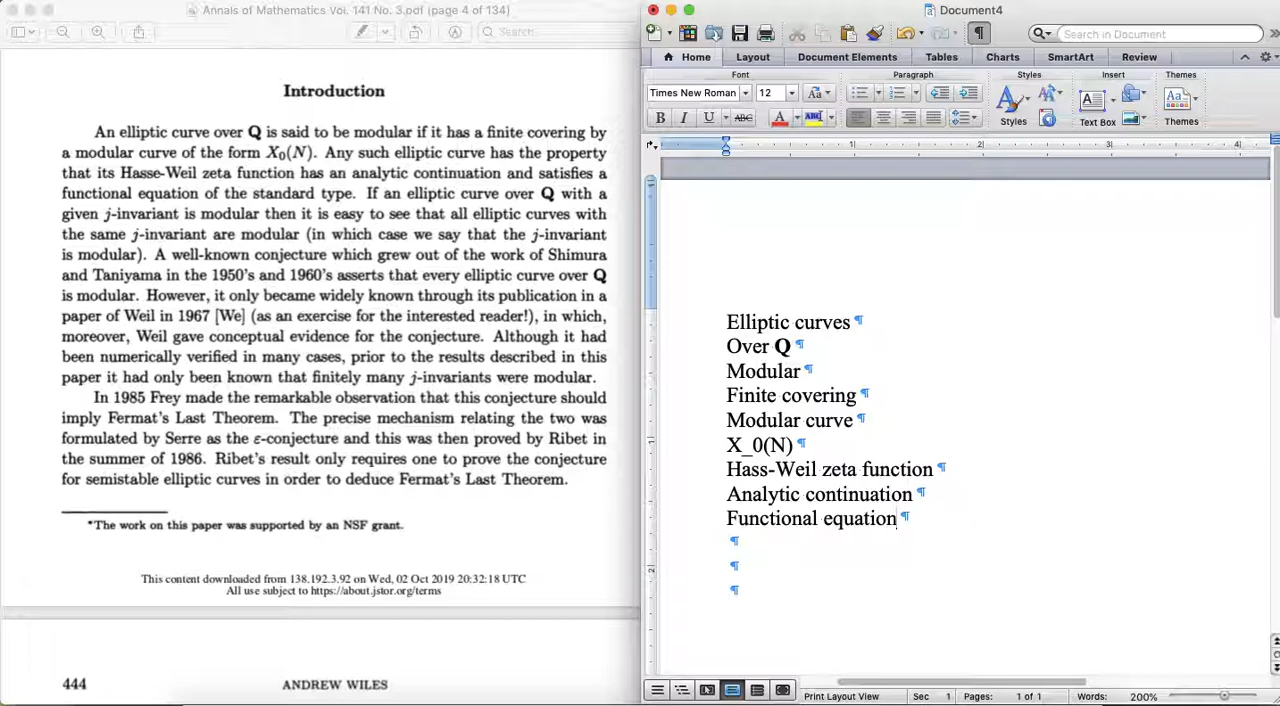 Annals of Mathematics Vol. 141 No. 3.pdf (page 4 of 134)
Search
Introduction
An elliptic curve over Q is said to be modular if it has a finite covering by
a modular curve of the form X₀(N). Any such elliptic curve has the property
that its Hasse-Weil zeta function has an analytic continuation and satisfies a
functional equation of the standard type. If an elliptic curve over Q with a
given j-invariant is modular then it is easy to see that all elliptic curves with
the same j-invariant are modular (in which case we say that the j-invariant
is modular). A well-known conjecture which grew out of the work of Shimura
and Taniyama in the 1950's and 1960's asserts that every elliptic curve over Q
is modular. However, it only became widely known through its publication in a
paper of Weil in 1967 [We] (as an exercise for the interested reader!), in which,
moreover, Weil gave conceptual evidence for the conjecture. Although it had
been numerically verified in many cases, prior to the results described in this
paper it had only been known that finitely many j-invariants were modular.
In 1985 Frey made the remarkable observation that this conjecture should
imply Fermat's Last Theorem. The precise mechanism relating the two was
formulated by Serre as the ε-conjecture and this was then proved by Ribet in
the summer of 1986. Ribet's result only requires one to prove the conjecture
for semistable elliptic curves in order to deduce Fermat's Last Theorem.
*The work on this paper was supported by an NSF grant.
This content downloaded from 138.192.3.92 on Wed, 02 Oct 2019 20:32:18 UTC
All use subject to https://about.jstor.org/terms
444 ANDREW WILES
Document4
Search in Document
Home Layout Document Elements Tables Charts SmartArt Review
Font Paragraph Styles Insert Themes
Times New Roman 12 Aa Aa
B I U ABC A ABC Styles A Text Box Themes
1 2 3 4
Elliptic curves ¶
Over Q ¶
Modular ¶
Finite covering ¶
Modular curve ¶
X_0(N) ¶
Hass-Weil zeta function ¶
Analytic continuation ¶
Functional equation ¶
¶
¶
¶
Print Layout View Sec 1 Pages: 1 of 1 Words: 200%